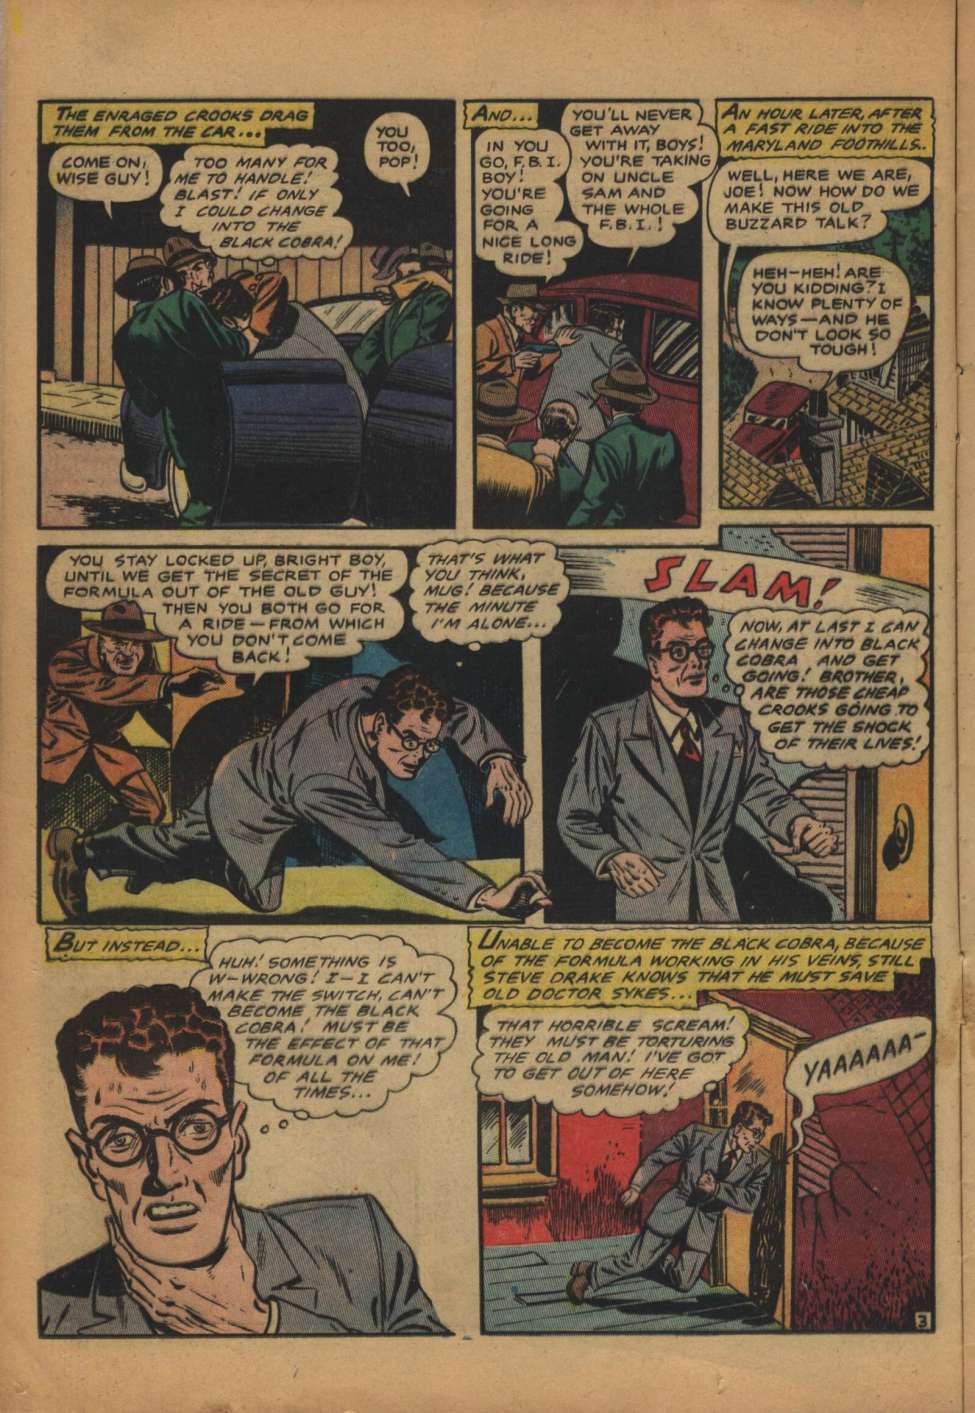 THE ENRAGED CROOKS DRAG
THEM FROM THE CAR...
COME ON,
WISE GUY!
TOO MANY FOR
ME TO HANDLE!
BLAST! IF ONLY
I COULD CHANGE
INTO THE
BLACK COBRA!
YOU
TOO,
POP!
AND...
IN YOU
GO, F.B.I.
BOY!
YOU'RE
GOING
FOR A
NICE LONG
RIDE!
YOU'LL NEVER
GET AWAY
WITH IT, BOYS!
YOU'RE TAKING
ON UNCLE
SAM AND
THE WHOLE
F.B.I.!
AN HOUR LATER, AFTER
A FAST RIDE INTO THE
MARYLAND FOOTHILLS..
WELL, HERE WE ARE,
JOE! NOW HOW DO WE
MAKE THIS OLD
BUZZARD TALK?
HEH-HEH! ARE
YOU KIDDING? I
KNOW PLENTY OF
WAYS—AND HE
DON'T LOOK SO
TOUGH!
YOU STAY LOCKED UP, BRIGHT BOY,
UNTIL WE GET THE SECRET OF THE
FORMULA OUT OF THE OLD GUY!
THEN YOU BOTH GO FOR
A RIDE—FROM WHICH
YOU DON'T COME
BACK!
THAT'S WHAT
YOU THINK,
MUG! BECAUSE
THE MINUTE
I'M ALONE...
SLAM!
NOW, AT LAST I CAN
CHANGE INTO BLACK
COBRA AND GET
GOING! BROTHER,
ARE THOSE CHEAP
CROOKS GOING TO
GET THE SHOCK
OF THEIR LIVES!
BUT INSTEAD...
HUH! SOMETHING IS
W-WRONG! I-I CAN'T
MAKE THE SWITCH, CAN'T
BECOME THE BLACK
COBRA! MUST BE
THE EFFECT OF THAT
FORMULA ON ME!
OF ALL THE
TIMES...
UNABLE TO BECOME THE BLACK COBRA, BECAUSE
OF THE FORMULA WORKING IN HIS VEINS, STILL
STEVE DRAKE KNOWS THAT HE MUST SAVE
OLD DOCTOR SYKES...
THAT HORRIBLE SCREAM!
THEY MUST BE TORTURING
THE OLD MAN! I'VE GOT
TO GET OUT OF HERE
SOMEHOW!
YAAAAAA-
3